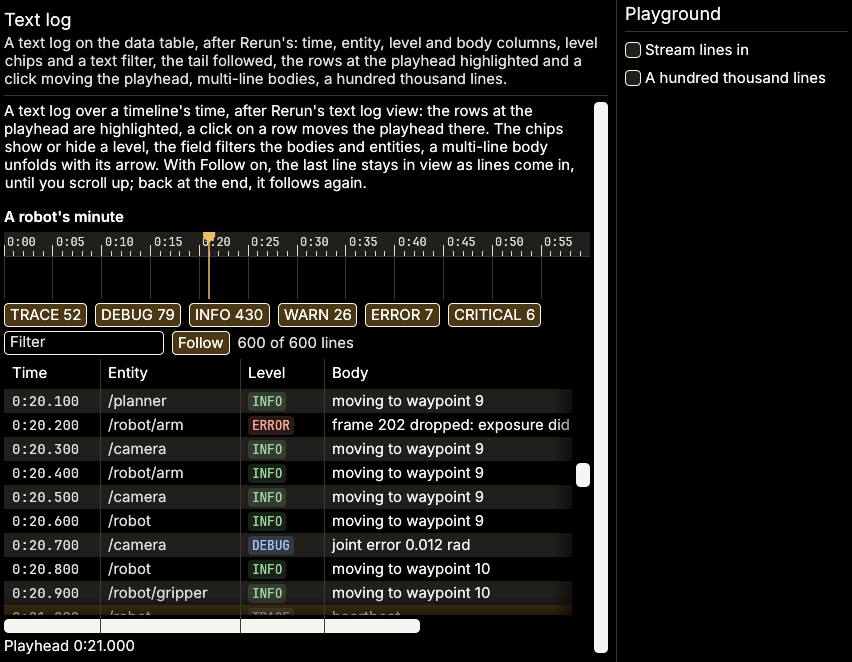 Text log
A text log on the data table, after Rerun's: time, entity, level and body columns, level
chips and a text filter, the tail followed, the rows at the playhead highlighted and a
click moving the playhead, multi-line bodies, a hundred thousand lines.
A text log over a timeline's time, after Rerun's text log view: the rows at the
playhead are highlighted, a click on a row moves the playhead there. The chips
show or hide a level, the field filters the bodies and entities, a multi-line body
unfolds with its arrow. With Follow on, the last line stays in view as lines come in,
until you scroll up; back at the end, it follows again.
A robot's minute
0:00 0:05 0:10 0:15 0:20 0:25 0:30 0:35 0:40 0:45 0:50 0:55
TRACE 52 DEBUG 79 INFO 430 WARN 26 ERROR 7 CRITICAL 6
Filter Follow 600 of 600 lines
Time Entity Level Body
0:20.100 /planner INFO moving to waypoint 9
0:20.200 /robot/arm ERROR frame 202 dropped: exposure did
0:20.300 /camera INFO moving to waypoint 9
0:20.400 /robot/arm INFO moving to waypoint 9
0:20.500 /camera INFO moving to waypoint 9
0:20.600 /robot INFO moving to waypoint 9
0:20.700 /camera DEBUG joint error 0.012 rad
0:20.800 /robot INFO moving to waypoint 10
0:20.900 /robot/gripper INFO moving to waypoint 10
Playhead 0:21.000
Playground
Stream lines in
A hundred thousand lines